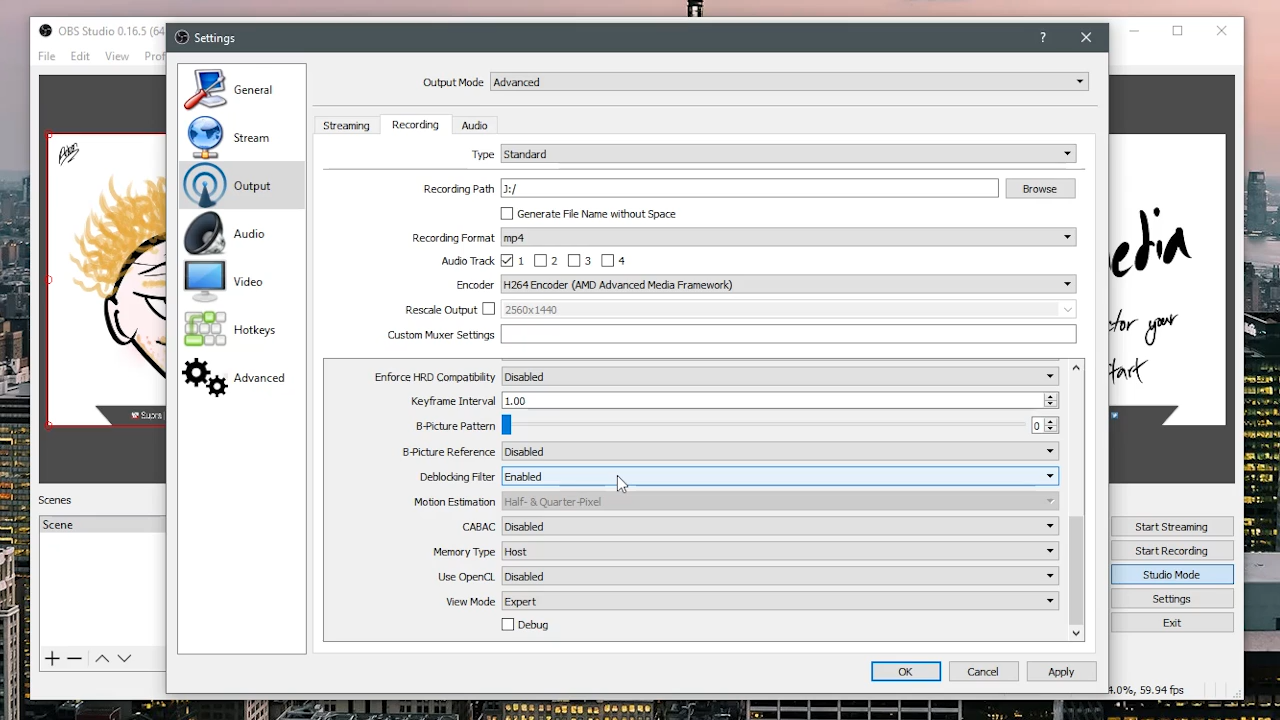 OBS Studio 0.16.5 (64
File Edit View Prof
Settings
?
General
Stream
Output
Audio
Video
Hotkeys
Advanced
Output Mode Advanced
Streaming Recording Audio
Type Standard
Recording Path J:/ Browse
Generate File Name without Space
Recording Format mp4
Audio Track 1 2 3 4
Encoder H264 Encoder (AMD Advanced Media Framework)
Rescale Output 2560x1440
Custom Muxer Settings
Enforce HRD Compatibility Disabled
Keyframe Interval 1.00
B-Picture Pattern 0
B-Picture Reference Disabled
Deblocking Filter Enabled
Motion Estimation Half- & Quarter-Pixel
CABAC Disabled
Memory Type Host
Use OpenCL Disabled
View Mode Expert
Debug
OK Cancel Apply
Supra
edia
for your
tart
Scenes
Scene
Start Streaming
Start Recording
Studio Mode
Settings
Exit
4.0%, 59.94 fps